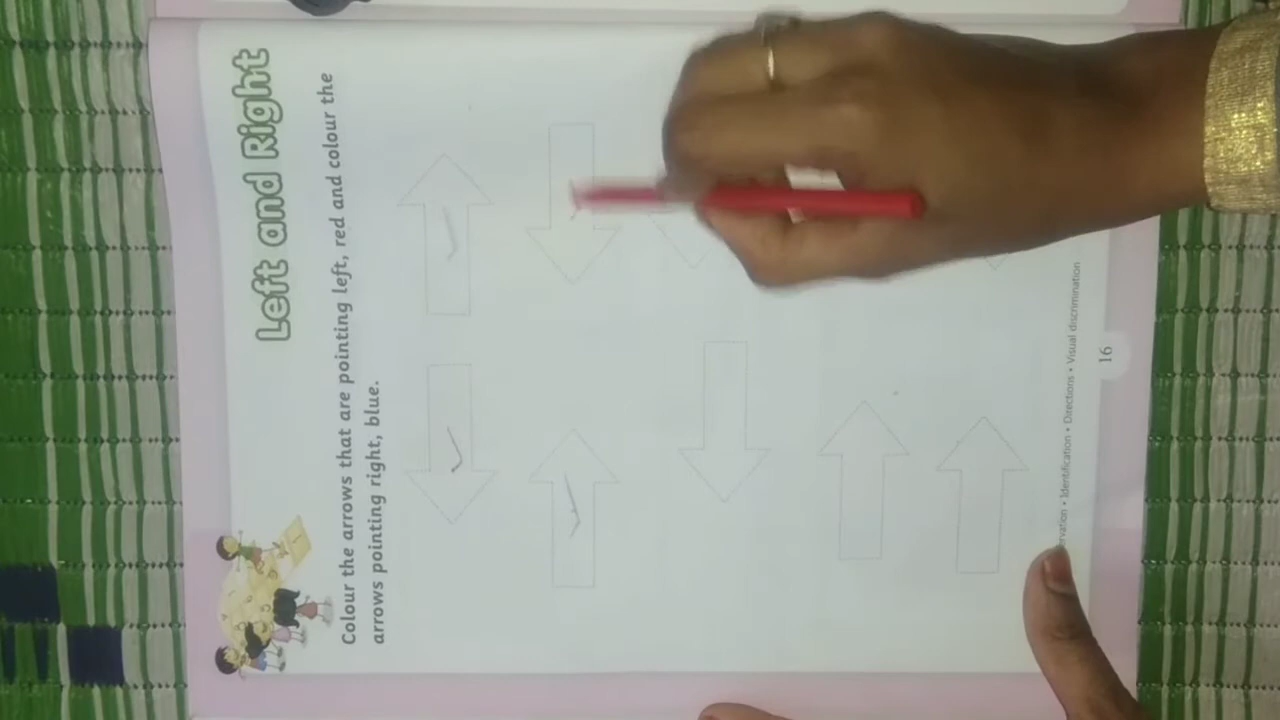 Left and Right
Colour the arrows that are pointing left, red and colour the
arrows pointing right, blue.
• Identification • Directions • Visual discrimination
16